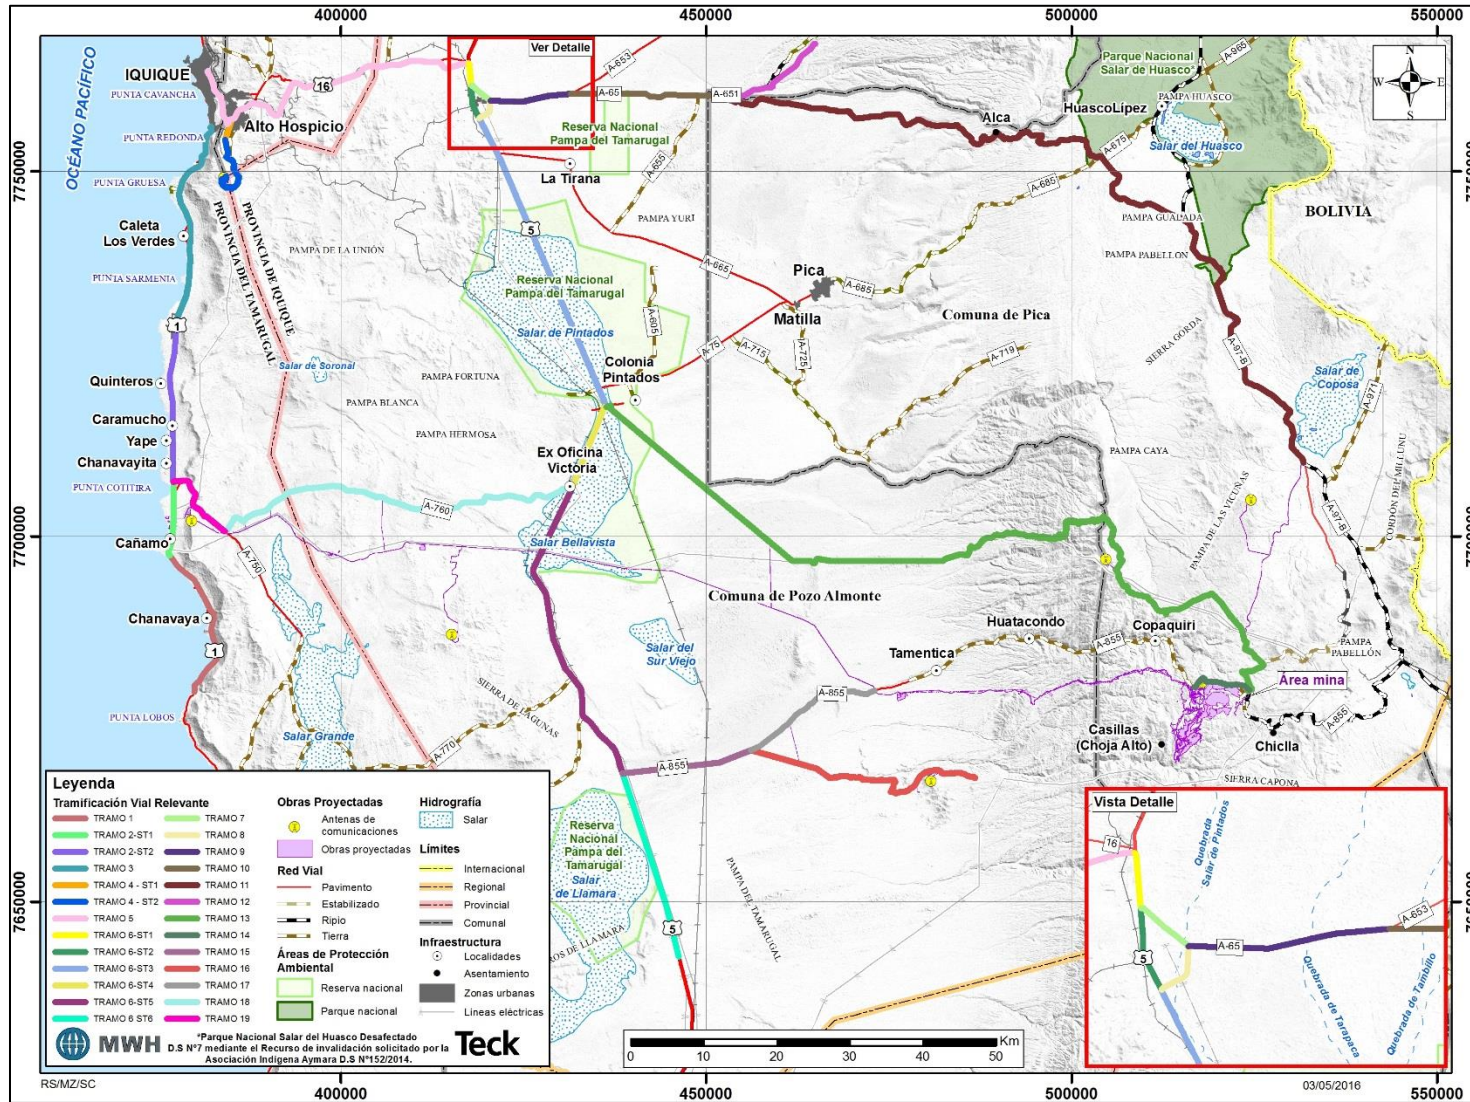 400000
450000
500000
550000
OCÉANO PACÍFICO
IQUIQUE
PUNTA CAVANCHA
16
Ver Detalle
A-653
A-65
A-651
Parque Nacional
Salar de Huasco*
A-965
N
W
E
S
PAMPA HUASCO
HuascoLípez
PUNTA REDONDA
Alto Hospicio
Reserva Nacional
Pampa del Tamarugal
Alca
Salar del Huasco
A-675
7750000
7750000
La Tirana
A-655
A-685
PUNTA GRUESA
PAMPA YURI
PAMPA GUALADA
BOLIVIA
Caleta
Los Verdes
PROVINCIA DE IQUIQUE
PROVINCIA DEL TAMARUGAL
PAMPA DE LA UNIÓN
5
PAMPA PABELLÓN
A-665
Pica
A-685
PUNTA SARMENIA
Reserva Nacional
Pampa del Tamarugal
A-605
Matilla
Comuna de Pica
1
Salar de Pintados
SIERRA GORDA
A-97-B
A-75
A-715
A-725
A-719
Salar de Soronal
Colonia
Pintados
Salar de
Coposa
A-971
Quinteros
PAMPA FORTUNA
PAMPA BLANCA
Caramucho
Yape
PAMPA HERMOSA
Ex Oficina
Victoria
PAMPA CAYA
CORDÓN DEL MILLUNU
Chanavayita
PUNTA COTITIRA
A-760
PAMPA DE LAS VICUÑAS
A-97-B
7700000
7700000
Cañamo
Salar Bellavista
A-750
Comuna de Pozo Almonte
Chanavaya
Huatacondo
Copaquiri
A-855
1
Salar del
Sur Viejo
Tamentica
PAMPA
PABELLÓN
SIERRA DE LAGUNAS
A-855
Área mina
PUNTA LOBOS
A-855
Salar Grande
Casillas
(Choja Alto)
Chiclla
A-770
A-855
SIERRA CAPONA
Reserva
Nacional
Pampa del
Tamarugal
Salar
de Llamara
PAMPA DEL TAMARUGAL
7650000
5
Leyenda
Tramificación Vial Relevante
TRAMO 1
TRAMO 2-ST1
TRAMO 2-ST2
TRAMO 3
TRAMO 4 - ST1
TRAMO 4 - ST2
TRAMO 5
TRAMO 6-ST1
TRAMO 6-ST2
TRAMO 6-ST3
TRAMO 6-ST4
TRAMO 6-ST5
TRAMO 6 ST6
TRAMO 7
TRAMO 8
TRAMO 9
TRAMO 10
TRAMO 11
TRAMO 12
TRAMO 13
TRAMO 14
TRAMO 15
TRAMO 16
TRAMO 17
TRAMO 18
TRAMO 19
Obras Proyectadas
Antenas de
comunicaciones
Obras proyectadas
Red Vial
Pavimento
Estabilizado
Ripio
Tierra
Áreas de Protección
Ambiental
Reserva nacional
Parque nacional
Hidrografía
Salar
Límites
Internacional
Regional
Provincial
Comunal
Infraestructura
Localidades
Asentamiento
Zonas urbanas
Líneas eléctricas
MWH
*Parque Nacional Salar del Huasco Desafectado
D.S N°7 mediante el Recurso de invalidación solicitado por la
Asociación Indígena Aymara D.S N°152/2014.
Teck
Km
0
10
20
30
40
50
Vista Detalle
16
Quebrada
Salar de Pintados
A-653
A-65
5
Quebrada de Tarapaca
Quebrada de Tambillo
RS/MZ/SC
03/05/2016
400000
450000
500000
550000